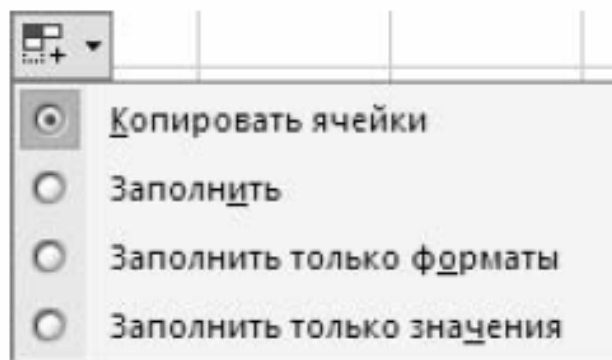 Копировать ячейки
Заполнить
Заполнить только форматы
Заполнить только значения